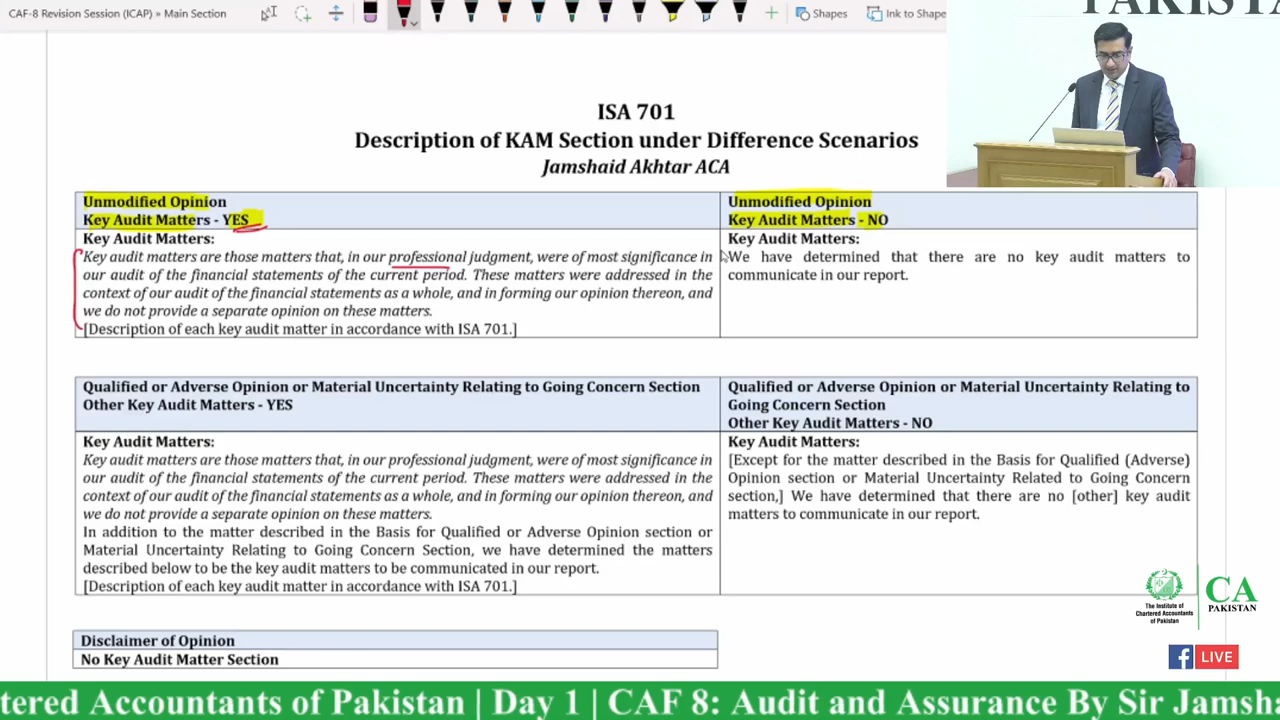 CAF-8 Revision Session (ICAP) » Main Section
Shapes
Ink to Shape
PAKISTA
ISA 701
Description of KAM Section under Difference Scenarios
Jamshaid Akhtar ACA
Unmodified Opinion
Key Audit Matters - YES
Unmodified Opinion
Key Audit Matters - NO
Key Audit Matters:
Key audit matters are those matters that, in our professional judgment, were of most significance in
our audit of the financial statements of the current period. These matters were addressed in the
context of our audit of the financial statements as a whole, and in forming our opinion thereon, and
we do not provide a separate opinion on these matters.
[Description of each key audit matter in accordance with ISA 701.]
Key Audit Matters:
We have determined that there are no key audit matters to
communicate in our report.
Qualified or Adverse Opinion or Material Uncertainty Relating to Going Concern Section
Other Key Audit Matters - YES
Qualified or Adverse Opinion or Material Uncertainty Relating to
Going Concern Section
Other Key Audit Matters - NO
Key Audit Matters:
Key audit matters are those matters that, in our professional judgment, were of most significance in
our audit of the financial statements of the current period. These matters were addressed in the
context of our audit of the financial statements as a whole, and in forming our opinion thereon, and
we do not provide a separate opinion on these matters.
In addition to the matter described in the Basis for Qualified or Adverse Opinion section or
Material Uncertainty Relating to Going Concern Section, we have determined the matters
described below to be the key audit matters to be communicated in our report.
[Description of each key audit matter in accordance with ISA 701.]
Key Audit Matters:
[Except for the matter described in the Basis for Qualified (Adverse)
Opinion section or Material Uncertainty Related to Going Concern
section,] We have determined that there are no [other] key audit
matters to communicate in our report.
Disclaimer of Opinion
No Key Audit Matter Section
The Institute of
Chartered Accountants
of Pakistan
CA
PAKISTAN
LIVE
tered Accountants of Pakistan | Day 1 | CAF 8: Audit and Assurance By Sir Jamsha